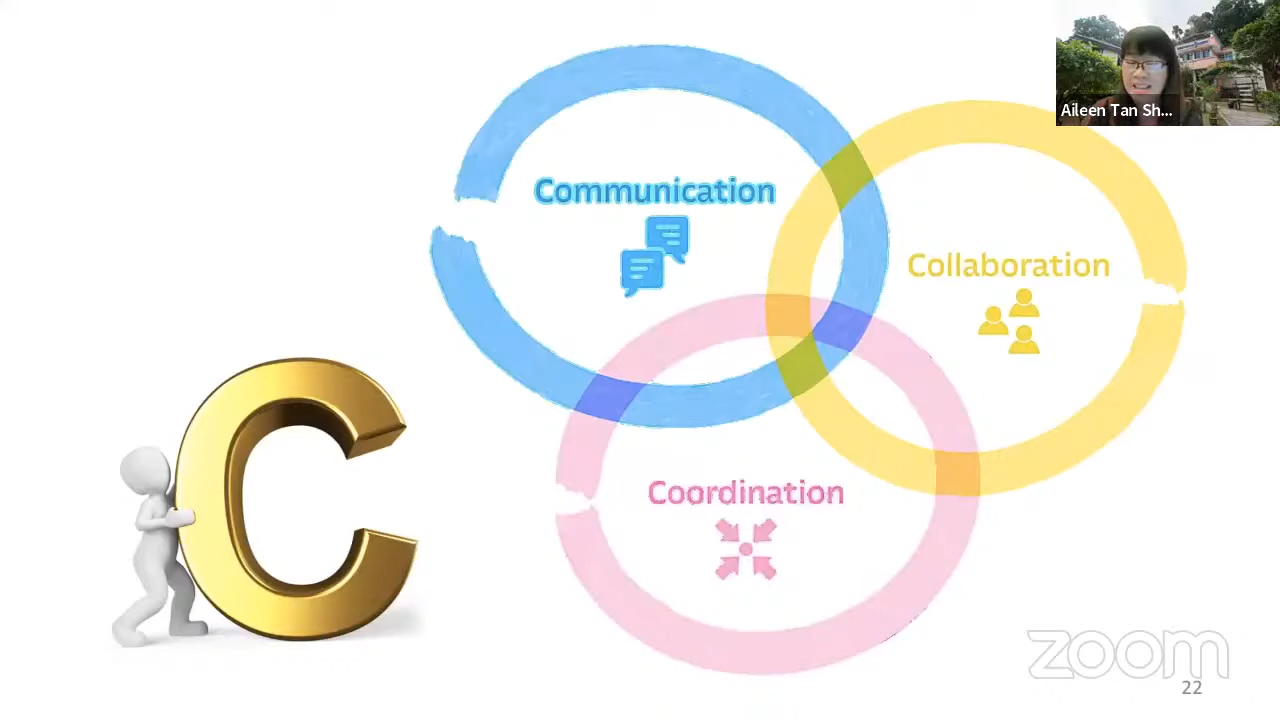 Aileen Tan Sh...
Communication
Collaboration
Coordination
C
zoom
22